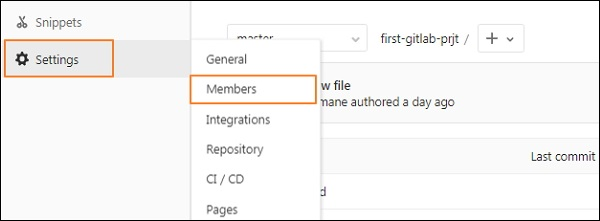 Snippets
master
first-gitlab-prjt /
Settings
General
Members
Integrations
Repository
CI / CD
Pages
w file
mane authored a day ago
Last commit
d